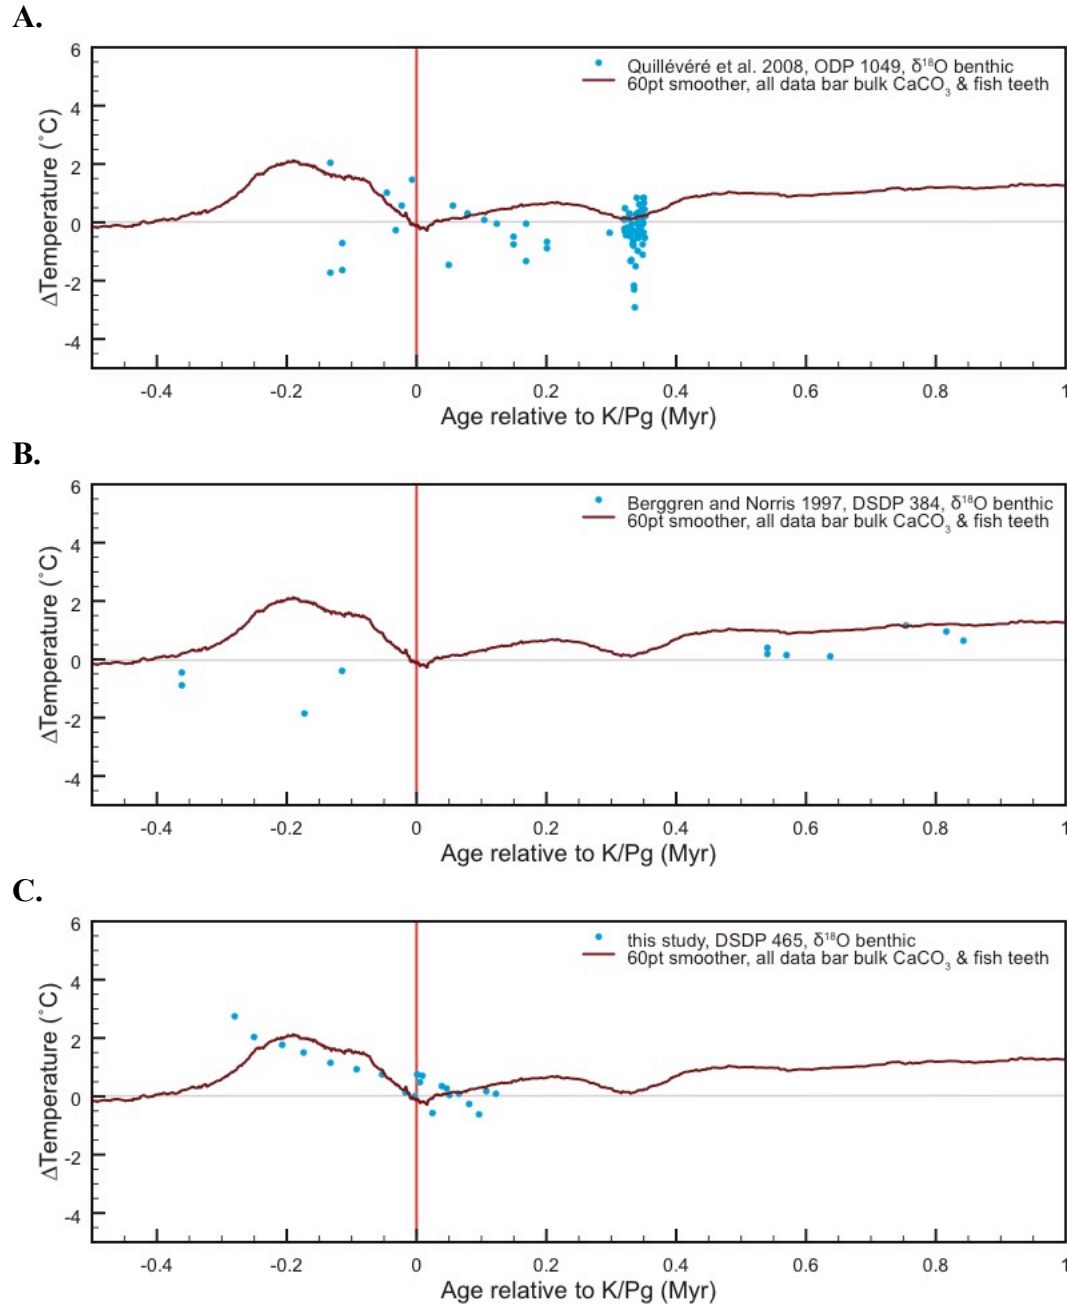 A.
6
Quillévéré et al. 2008, ODP 1049, δ¹⁸O benthic
60pt smoother, all data bar bulk CaCO₃ & fish teeth
4
2
0
-2
-4
ΔTemperature (˚C)
-0.4 -0.2 0 0.2 0.4 0.6 0.8 1
Age relative to K/Pg (Myr)
B.
6
Berggren and Norris 1997, DSDP 384, δ¹⁸O benthic
60pt smoother, all data bar bulk CaCO₃ & fish teeth
4
2
0
-2
-4
ΔTemperature (˚C)
-0.4 -0.2 0 0.2 0.4 0.6 0.8 1
Age relative to K/Pg (Myr)
C.
6
this study, DSDP 465, δ¹⁸O benthic
60pt smoother, all data bar bulk CaCO₃ & fish teeth
4
2
0
-2
-4
ΔTemperature (˚C)
-0.4 -0.2 0 0.2 0.4 0.6 0.8 1
Age relative to K/Pg (Myr)